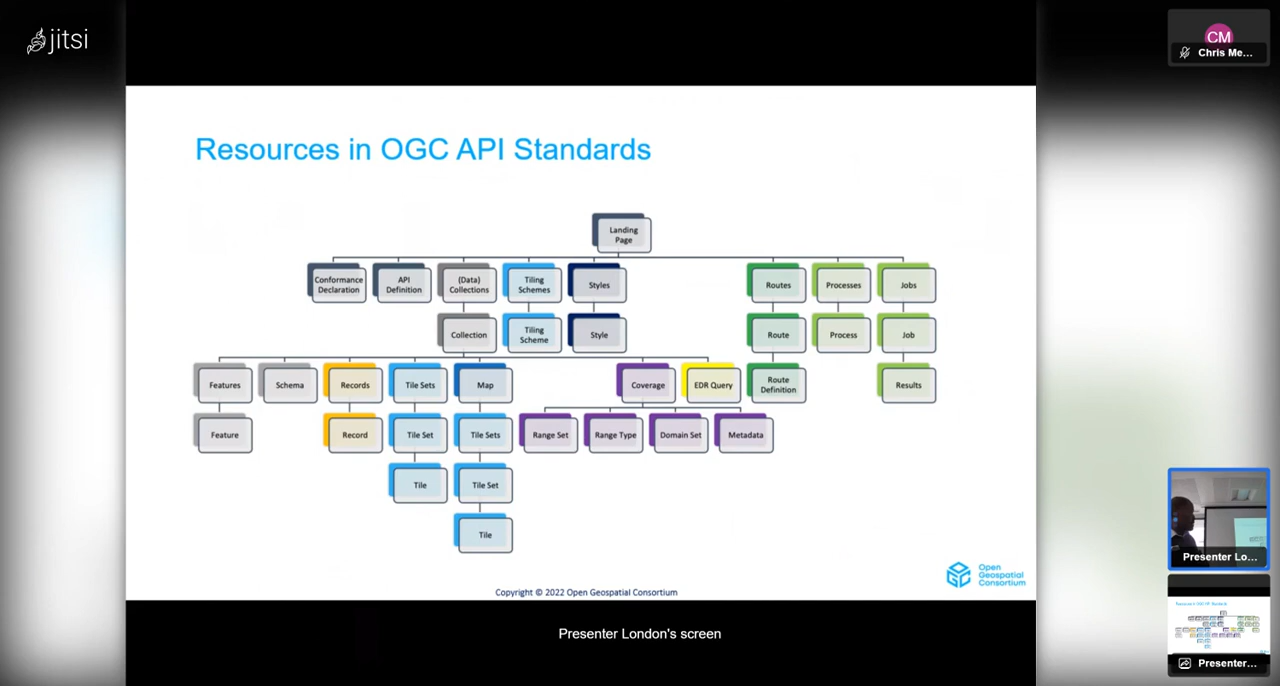 jitsi
CM
Chris Me...
Resources in OGC API Standards
Landing
Page
Conformance
Declaration
API
Definition
(Data)
Collections
Tiling
Schemes
Styles
Routes
Processes
Jobs
Collection
Tiling
Scheme
Style
Route
Process
Job
Features
Schema
Records
Tile Sets
Map
Coverage
EDR Query
Route
Definition
Results
Feature
Record
Tile Set
Tile Sets
Range Set
Range Type
Domain Set
Metadata
Tile
Tile Set
Tile
Open
Geospatial
Consortium
Copyright © 2022 Open Geospatial Consortium
Presenter London's screen
Presenter Lo...
Presenter...